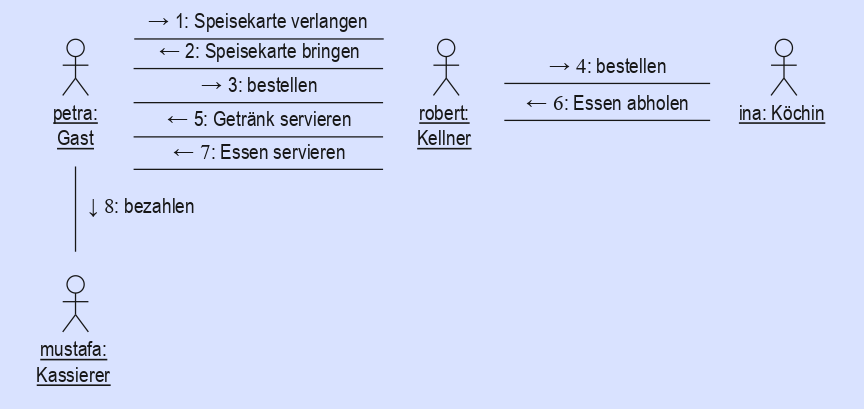 → 1: Speisekarte verlangen
← 2: Speisekarte bringen
→ 3: bestellen
← 5: Getränk servieren
← 7: Essen servieren
→ 4: bestellen
← 6: Essen abholen
petra:
Gast
robert:
Kellner
ina: Köchin
↓ 8: bezahlen
mustafa:
Kassierer